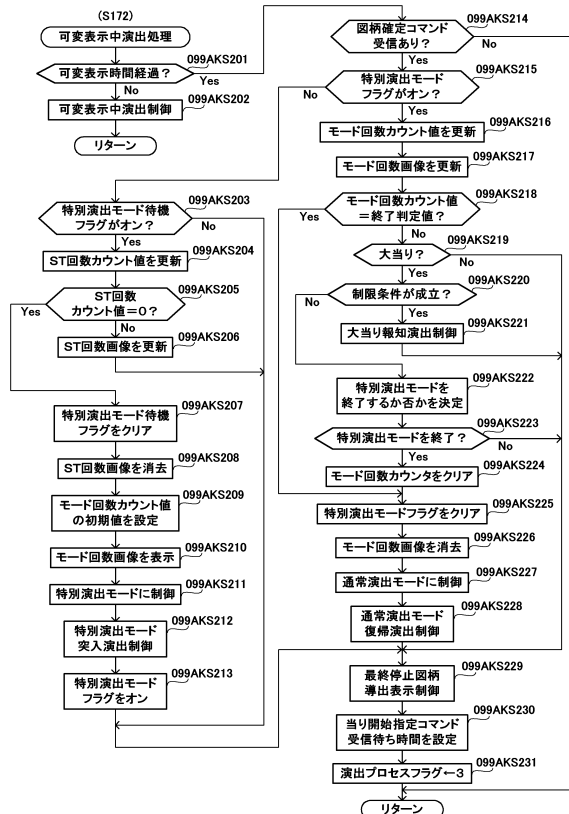 (S172)
可変表示中演出処理
099AKS201
可変表示時間経過？
Yes
No
099AKS202
可変表示中演出制御
リターン
099AKS203
特別演出モード待機
フラグがオン？
No
Yes
099AKS204
ST回数カウント値を更新
099AKS205
ST回数
カウント値＝0？
Yes
No
099AKS206
ST回数画像を更新
099AKS207
特別演出モード待機
フラグをクリア
099AKS208
ST回数画像を消去
099AKS209
モード回数カウント値
の初期値を設定
099AKS210
モード回数画像を表示
099AKS211
特別演出モードに制御
099AKS212
特別演出モード
突入演出制御
099AKS213
特別演出モード
フラグをオン
099AKS214
図柄確定コマンド
受信あり？
No
Yes
099AKS215
特別演出モード
フラグがオン？
No
Yes
099AKS216
モード回数カウント値を更新
099AKS217
モード回数画像を更新
099AKS218
モード回数カウント値
＝終了判定値？
Yes
No
099AKS219
大当り？
No
Yes
099AKS220
制限条件が成立？
No
Yes
099AKS221
大当り報知演出制御
099AKS222
特別演出モードを
終了するか否かを決定
099AKS223
特別演出モードを終了？
No
Yes
099AKS224
モード回数カウンタをクリア
099AKS225
特別演出モードフラグをクリア
099AKS226
モード回数画像を消去
099AKS227
通常演出モードに制御
099AKS228
通常演出モード
復帰演出制御
099AKS229
最終停止図柄
導出表示制御
099AKS230
当り開始指定コマンド
受信待ち時間を設定
099AKS231
演出プロセスフラグ←3
リターン